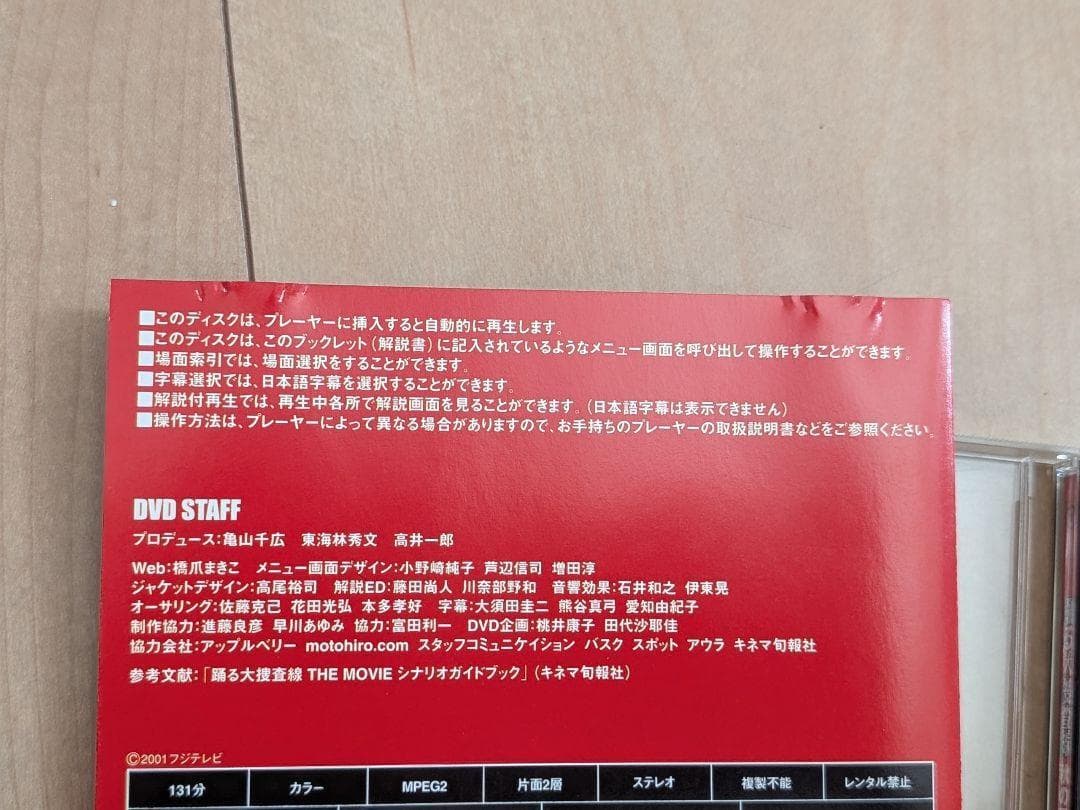 ■このディスクは、プレーヤーに挿入すると自動的に再生します。
■このディスクは、このブックレット（解説書）に記入されているようなメニュー画面を呼び出して操作することができます。
■場面索引では、場面選択をすることができます。
■字幕選択では、日本語字幕を選択することができます。
■解説付再生では、再生中各所で解説画面を見ることができます。（日本語字幕は表示できません）
■操作方法は、プレーヤーによって異なる場合がありますので、お手持ちのプレーヤーの取扱説明書などをご参照ください。
DVD STAFF
プロデュース：亀山千広　東海林秀文　高井一郎
Web：橋爪まきこ　メニュー画面デザイン：小野崎純子　芦辺信司　増田淳
ジャケットデザイン：高尾裕司　解説ED：藤田尚人　川奈部野和　音響効果：石井和之　伊東晃
オーサリング：佐藤克己　花田光弘　本多孝好　字幕：大須田圭二　熊谷真弓　愛知由紀子
制作協力：進藤良彦　早川あゆみ　協力：富田利一　DVD企画：桃井康子　田代沙耶佳
協力会社：アップルベリー　motohiro.com　スタッフコミュニケイション　バスク　スポット　アウラ　キネマ旬報社
参考文献：「踊る大捜査線 THE MOVIE シナリオガイドブック」（キネマ旬報社）
©2001フジテレビ
131分　カラー　MPEG2　片面2層　ステレオ　複製不能　レンタル禁止